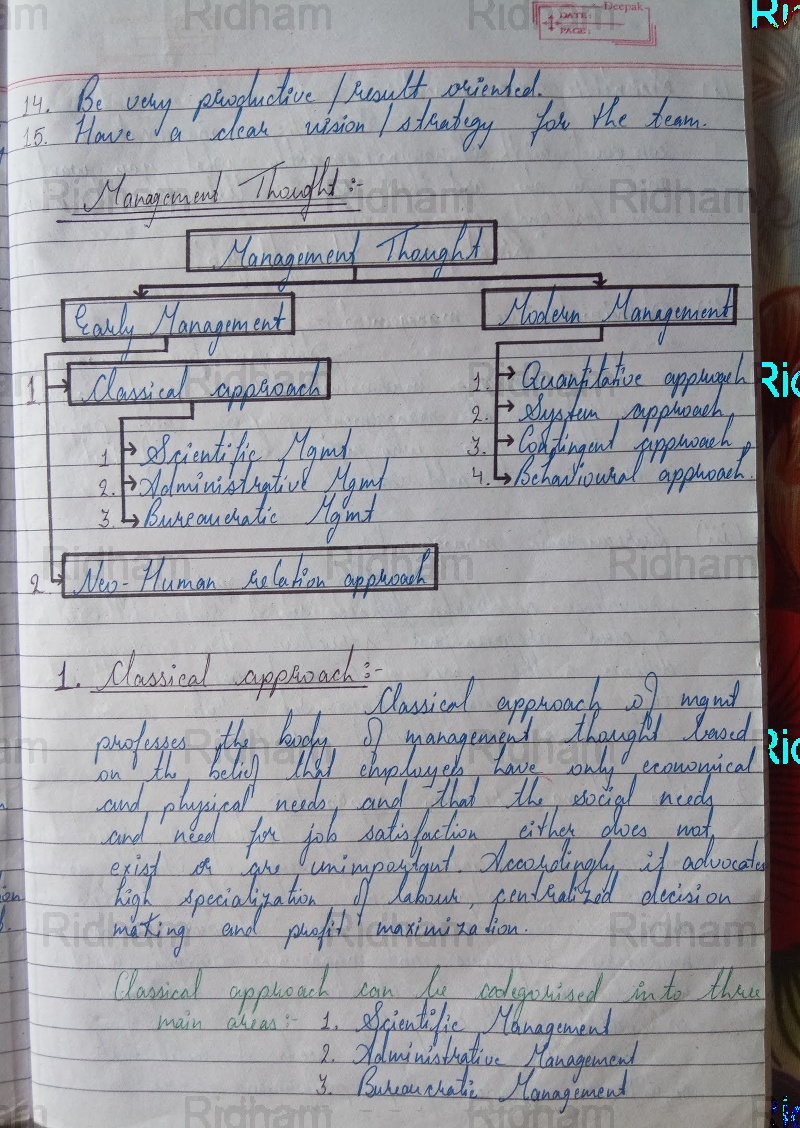 Deepak
DATE:
PAGE:
14. Be very productive / result oriented.
15. Have a clear vision / strategy for the team.
Management Thought :-
Management Thought
Early Management
Modern Management
1. Classical approach
1. Scientific Mgmt
2. Administrative Mgmt
3. Bureaucratic Mgmt
2. Neo-Human relation approach
1. Quantitative approach
2. System approach
3. Contingent approach
4. Behavioural approach.
1. Classical approach :-
Classical approach of mgmt
professes the body of management thought based
on the belief that employees have only economical
and physical needs and that the social needs
and need for job satisfaction either does not
exist or are unimportant. Accordingly it advocates
high specialization of labour, centralized decision
making and profit maximization.
Classical approach can be categorised into three
main areas:- 1. Scientific Management
2. Administrative Management
3. Bureaucratic Management
Ridham